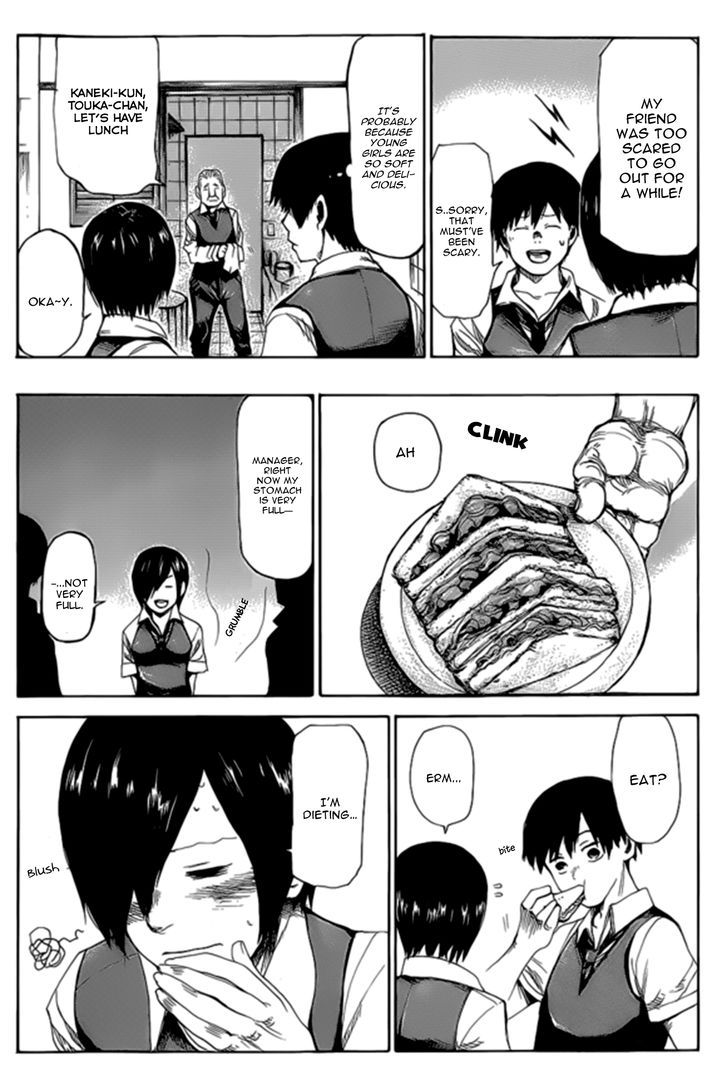 MY
FRIEND
WAS TOO
SCARED
TO GO
OUT FOR
A WHILE!
S..SORRY,
THAT
MUST'VE
BEEN
SCARY.
IT'S
PROBABLY
BECAUSE
YOUNG
GIRLS ARE
SO SOFT
AND DELI-
CIOUS.
KANEKI-KUN,
TOUKA-CHAN,
LET'S HAVE
LUNCH
OKA~Y.
CLINK
AH
MANAGER,
RIGHT
NOW MY
STOMACH
IS VERY
FULL—
GRUMBLE
–...NOT
VERY
FULL.
EAT?
bite
ERM...
I'M
DIETING...
Blush